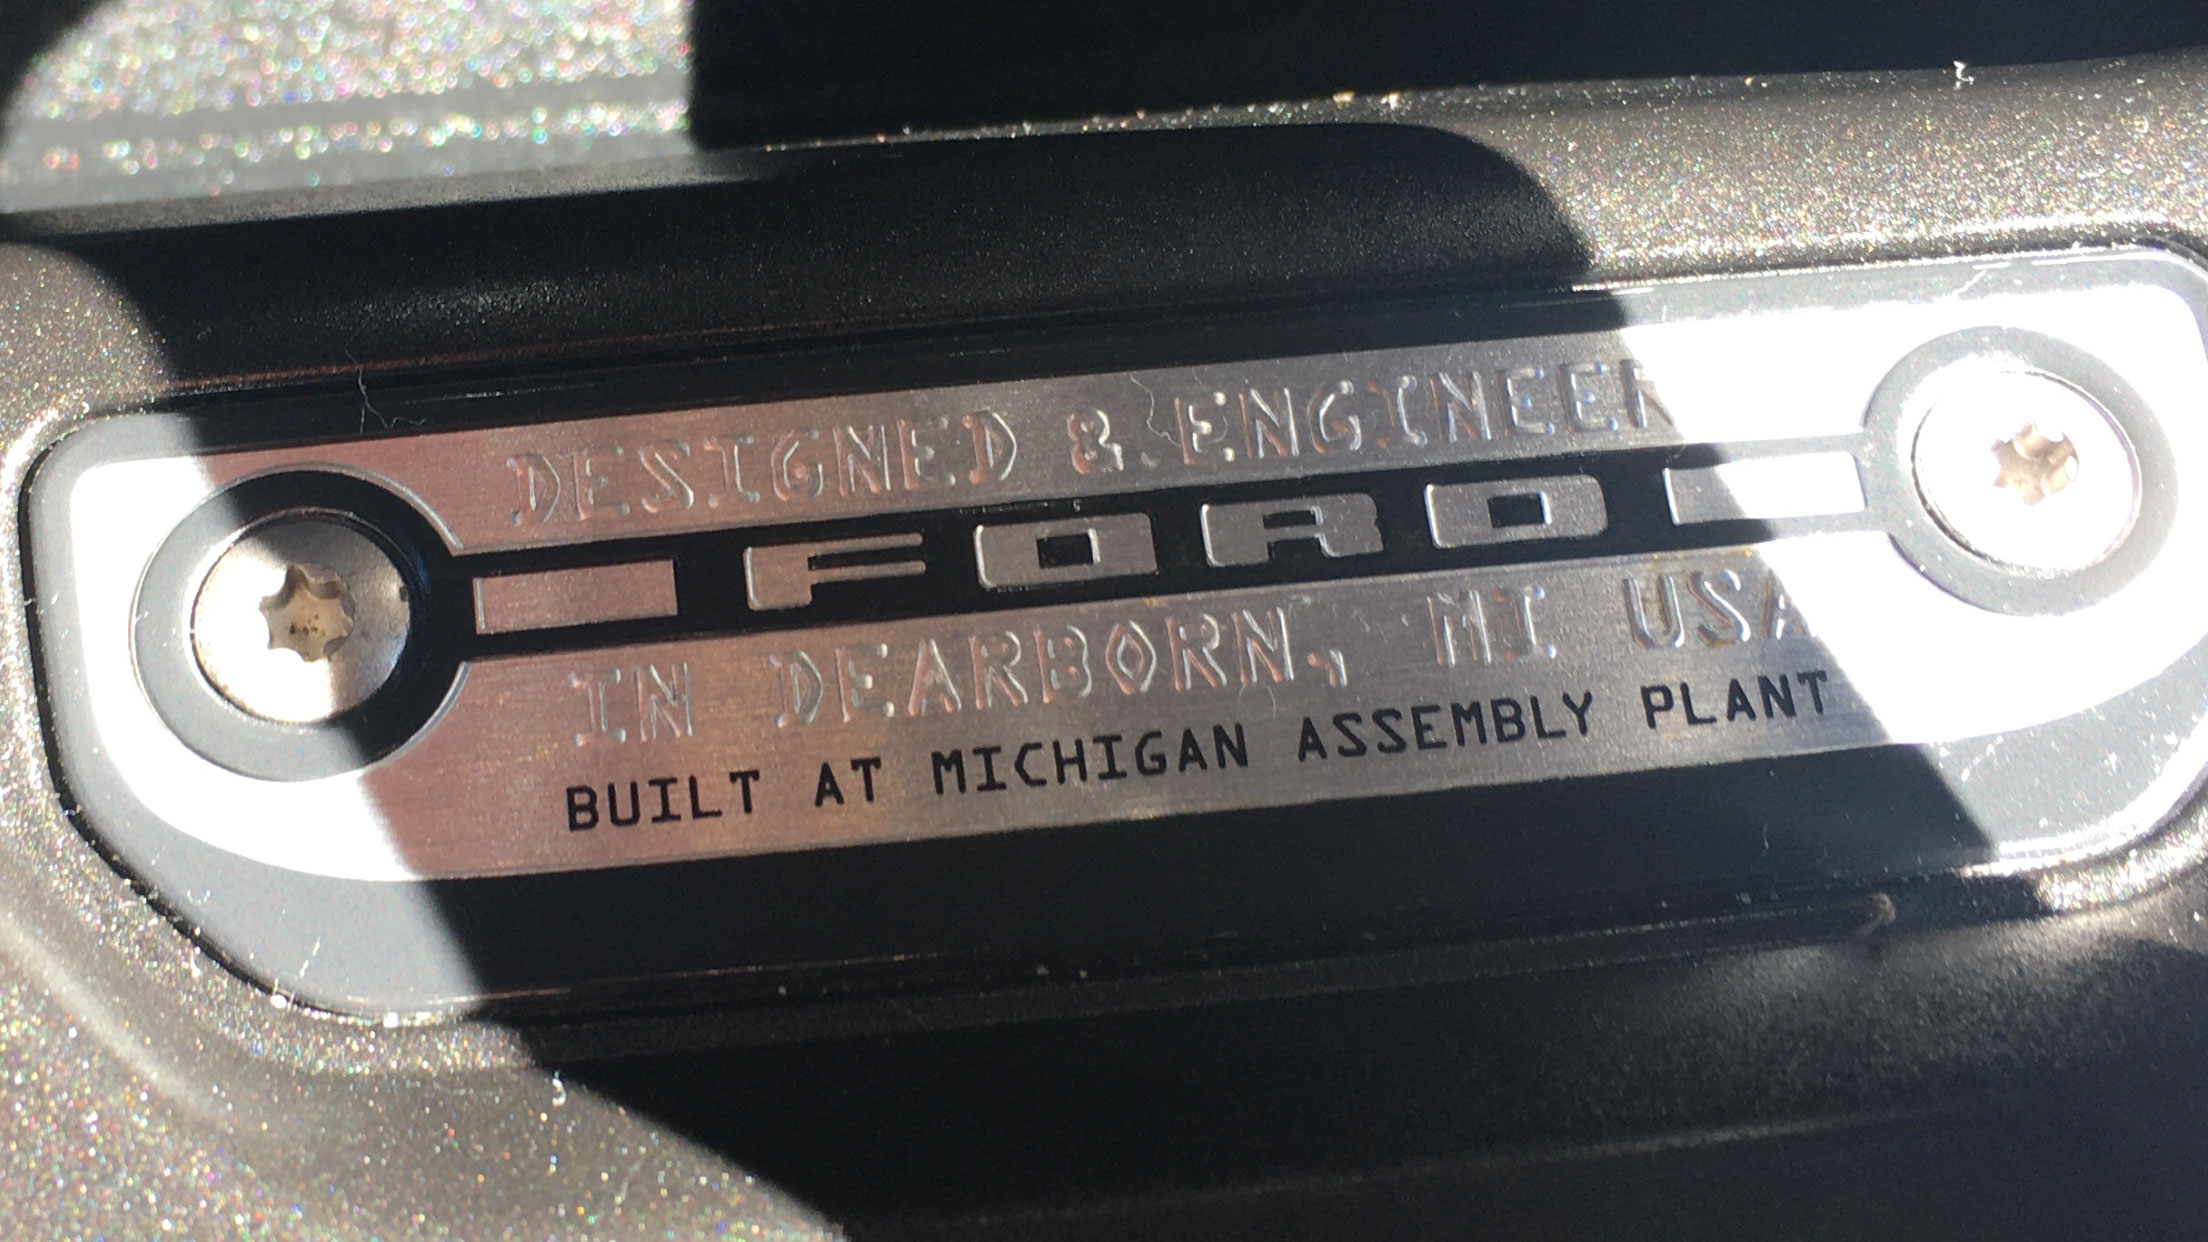 DESIGNED & ENGINEER
FORD
IN DEARBORN, MI USA
BUILT AT MICHIGAN ASSEMBLY PLANT